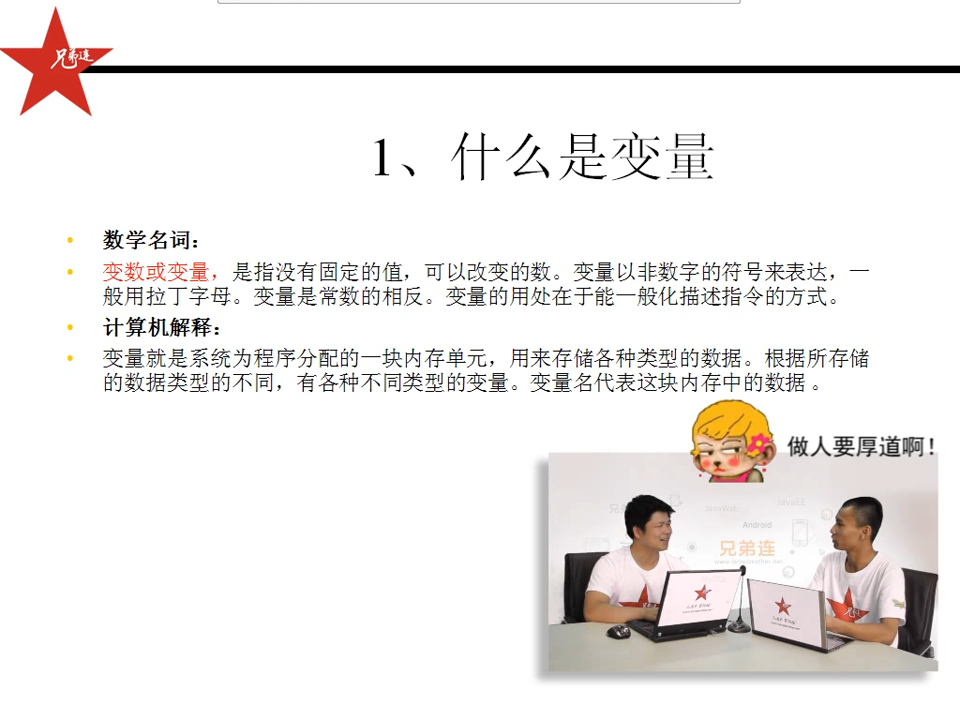 兄弟连
1、什么是变量
数学名词：
变数或变量，是指没有固定的值，可以改变的数。变量以非数字的符号来表达，一
般用拉丁字母。变量是常数的相反。变量的用处在于能一般化描述指令的方式。
计算机解释：
变量就是系统为程序分配的一块内存单元，用来存储各种类型的数据。根据所存储
的数据类型的不同，有各种不同类型的变量。变量名代表这块内存中的数据 。
做人要厚道啊！
JavaWeb
JavaEE
Android
兄弟连